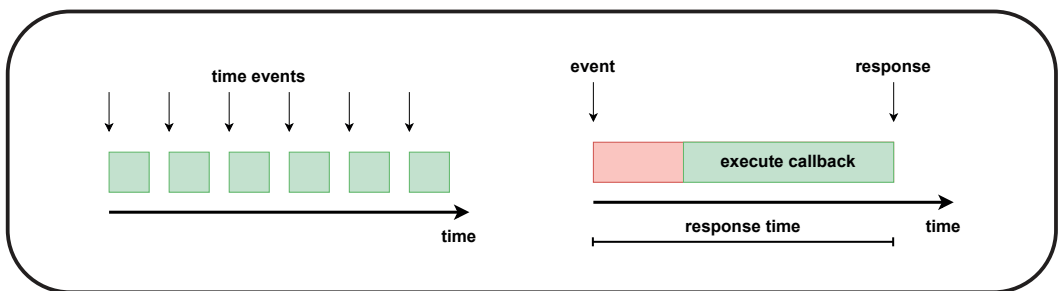 time events
time
event
response
execute callback
time
response time